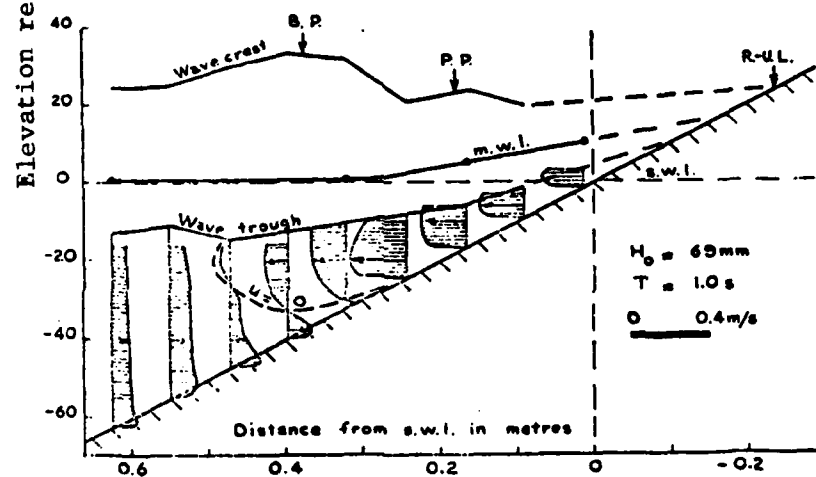 Elevation re
40
20
0
-20
-40
-60
B.P.
Wave crest
P.P.
R-U.L.
m.w.l.
s.w.l.
Wave trough
u = 0
H₀ = 69mm
T = 1.0 s
0 0.4m/s
Distance from s.w.l. in metres
0.6 0.4 0.2 0 -0.2